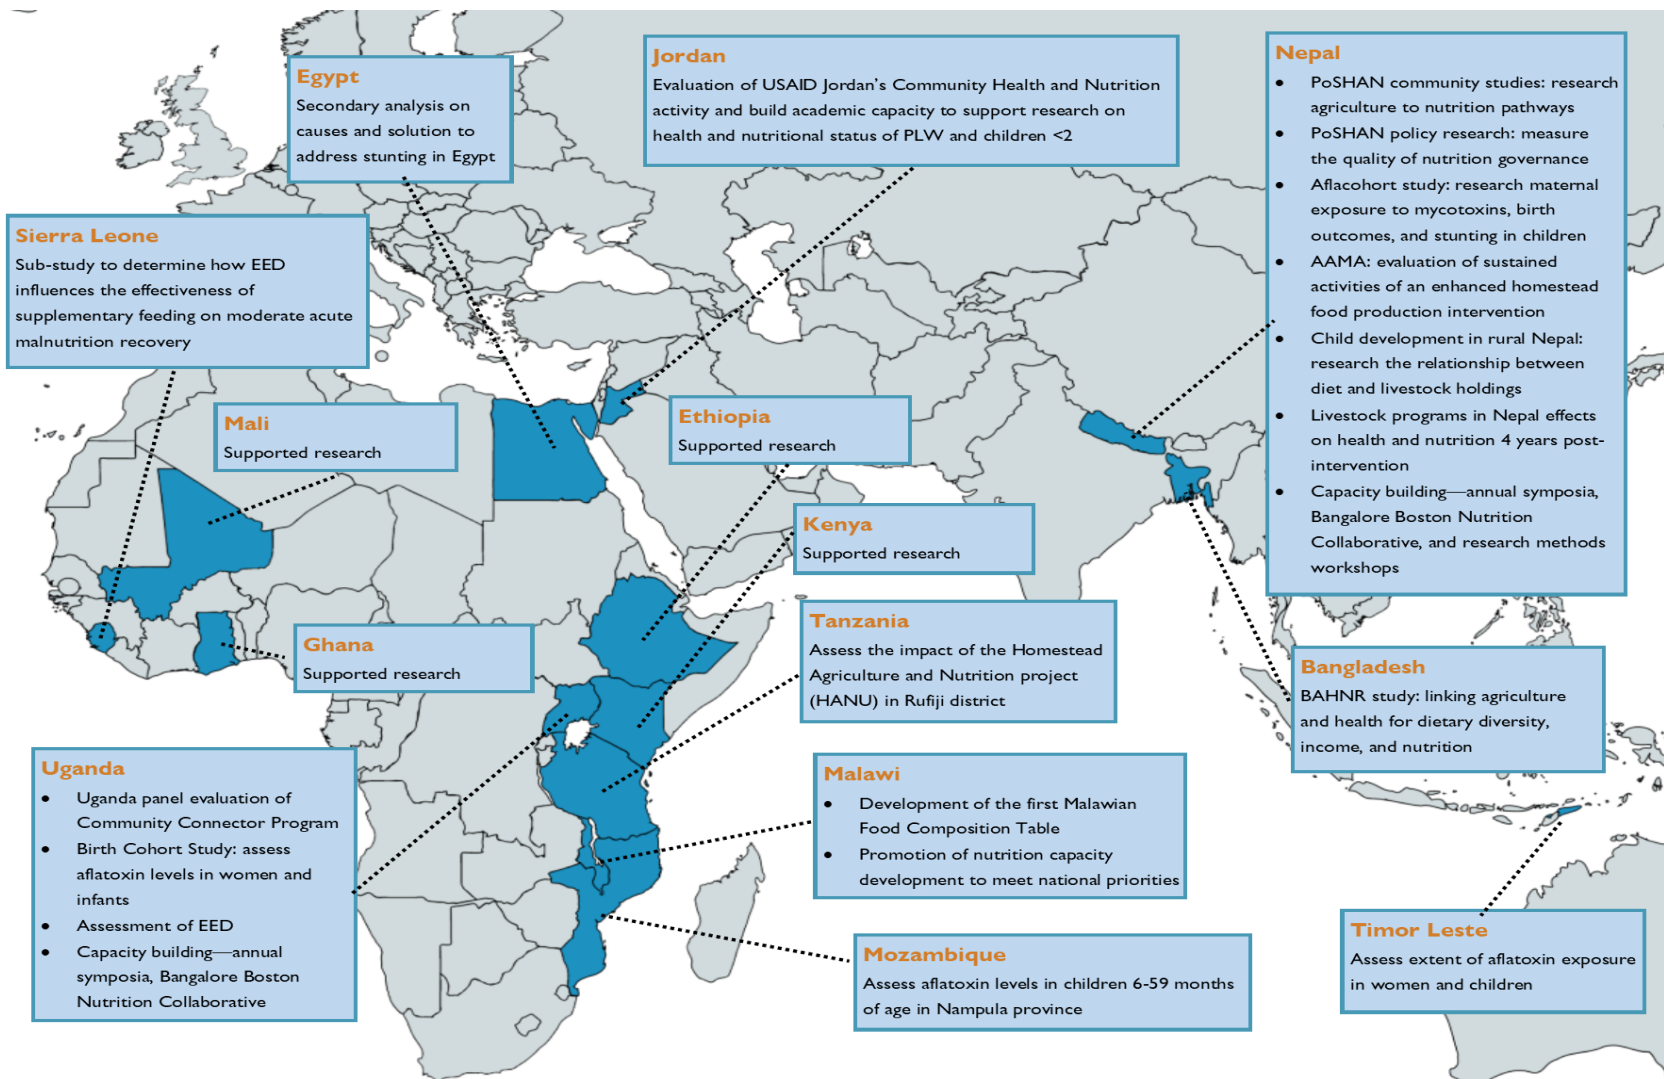 Egypt
Secondary analysis on
causes and solution to
address stunting in Egypt
Jordan
Evaluation of USAID Jordan's Community Health and Nutrition
activity and build academic capacity to support research on
health and nutritional status of PLW and children <2
Nepal
• PoSHAN community studies: research
agriculture to nutrition pathways
• PoSHAN policy research: measure
the quality of nutrition governance
• Aflacohort study: research maternal
exposure to mycotoxins, birth
outcomes, and stunting in children
• AAMA: evaluation of sustained
activities of an enhanced homestead
food production intervention
• Child development in rural Nepal:
research the relationship between
diet and livestock holdings
• Livestock programs in Nepal effects
on health and nutrition 4 years post-
intervention
• Capacity building—annual symposia,
Bangalore Boston Nutrition
Collaborative, and research methods
workshops
Sierra Leone
Sub-study to determine how EED
influences the effectiveness of
supplementary feeding on moderate acute
malnutrition recovery
Mali
Supported research
Ethiopia
Supported research
Kenya
Supported research
Ghana
Supported research
Tanzania
Assess the impact of the Homestead
Agriculture and Nutrition project
(HANU) in Rufiji district
Bangladesh
BAHNR study: linking agriculture
and health for dietary diversity,
income, and nutrition
Uganda
• Uganda panel evaluation of
Community Connector Program
• Birth Cohort Study: assess
aflatoxin levels in women and
infants
• Assessment of EED
• Capacity building—annual
symposia, Bangalore Boston
Nutrition Collaborative
Malawi
• Development of the first Malawian
Food Composition Table
• Promotion of nutrition capacity
development to meet national priorities
Mozambique
Assess aflatoxin levels in children 6-59 months
of age in Nampula province
Timor Leste
Assess extent of aflatoxin exposure
in women and children